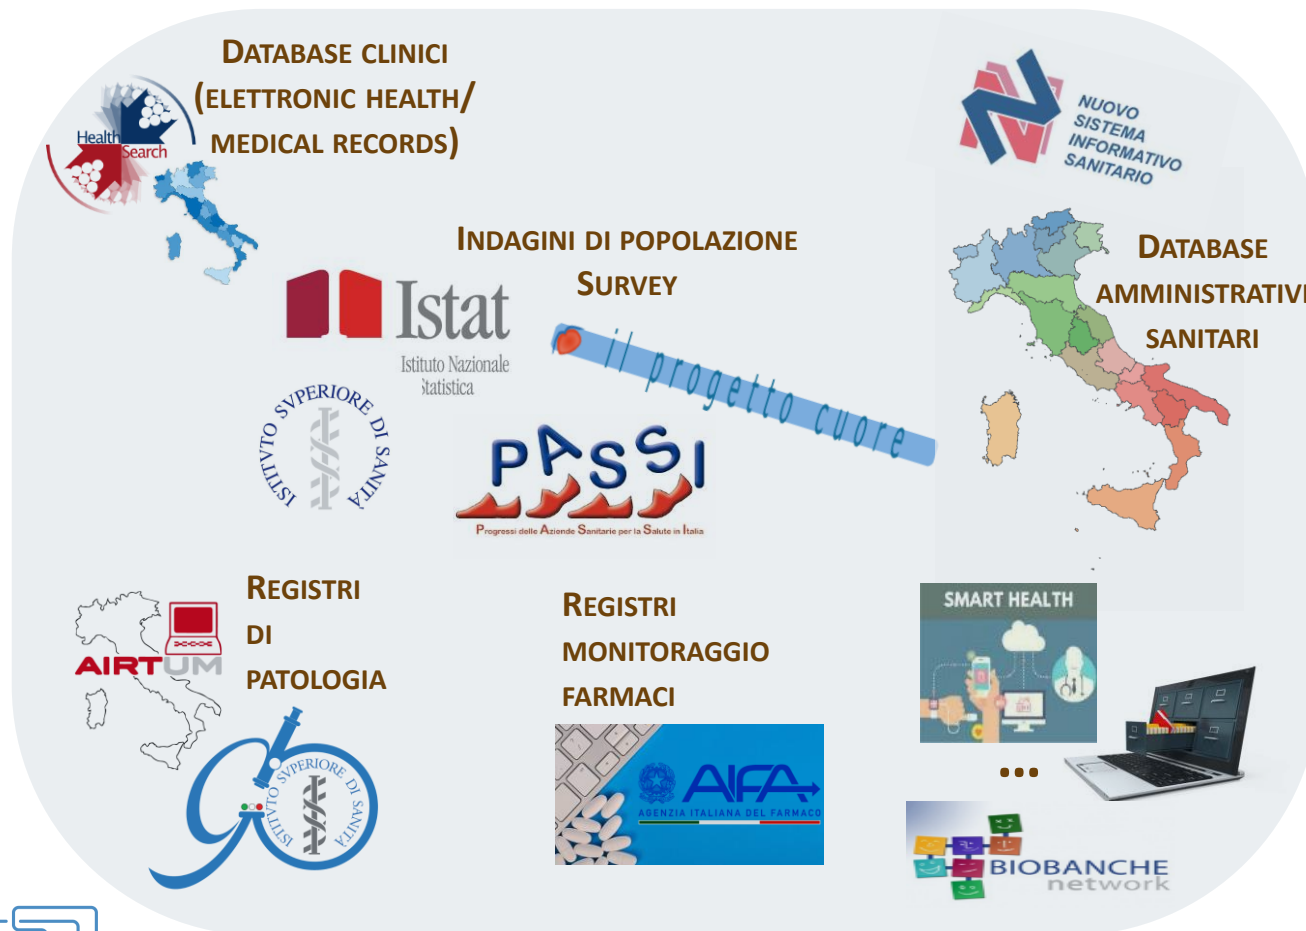 DATABASE CLINICI
(ELETTRONIC HEALTH/
MEDICAL RECORDS)
Health
Search
NUOVO
SISTEMA
INFORMATIVO
SANITARIO
INDAGINI DI POPOLAZIONE
SURVEY
DATABASE
AMMINISTRATIVI
SANITARI
Istat
Istituto Nazionale
Statistica
il progetto cuore
ISTITVTO SVPERIORE DI SANITÀ
PASSI
Progressi delle Aziende Sanitarie per la Salute in Italia
REGISTRI
DI
PATOLOGIA
AIRTUM
REGISTRI
MONITORAGGIO
FARMACI
SMART HEALTH
ISTITVTO SVPERIORE DI SANITÀ
AIFA
AGENZIA ITALIANA DEL FARMACO
...
BIOBANCHE
network